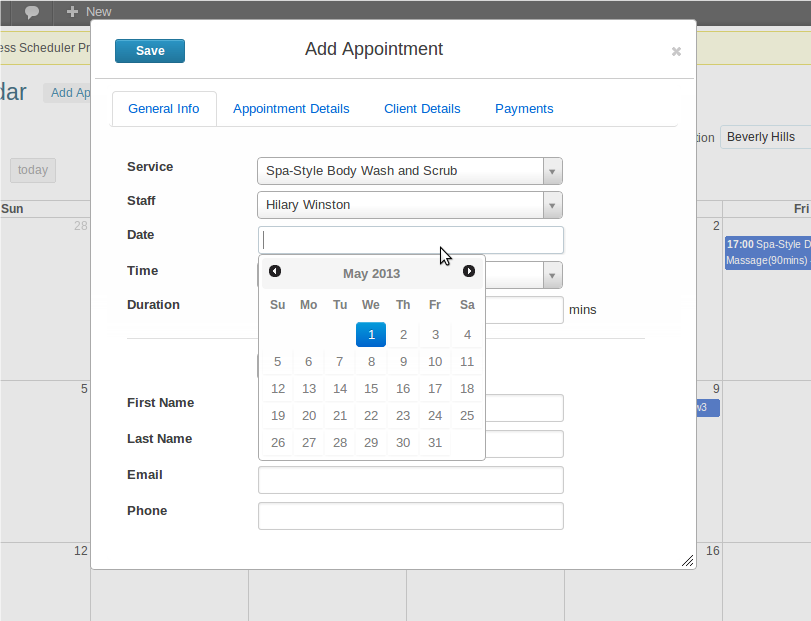 New
ess Scheduler Pr
dar Add Ap
tion Beverly Hills
today
Sun Fri
28 2
17:00 Spa-Style D
Massage(90mins)
5 9
w3
12 16
Save Add Appointment ×
General Info Appointment Details Client Details Payments
Service Spa-Style Body Wash and Scrub
Staff Hilary Winston
Date
Time
Duration mins
May 2013
Su Mo Tu We Th Fr Sa
1 2 3 4
5 6 7 8 9 10 11
12 13 14 15 16 17 18
19 20 21 22 23 24 25
26 27 28 29 30 31
First Name
Last Name
Email
Phone